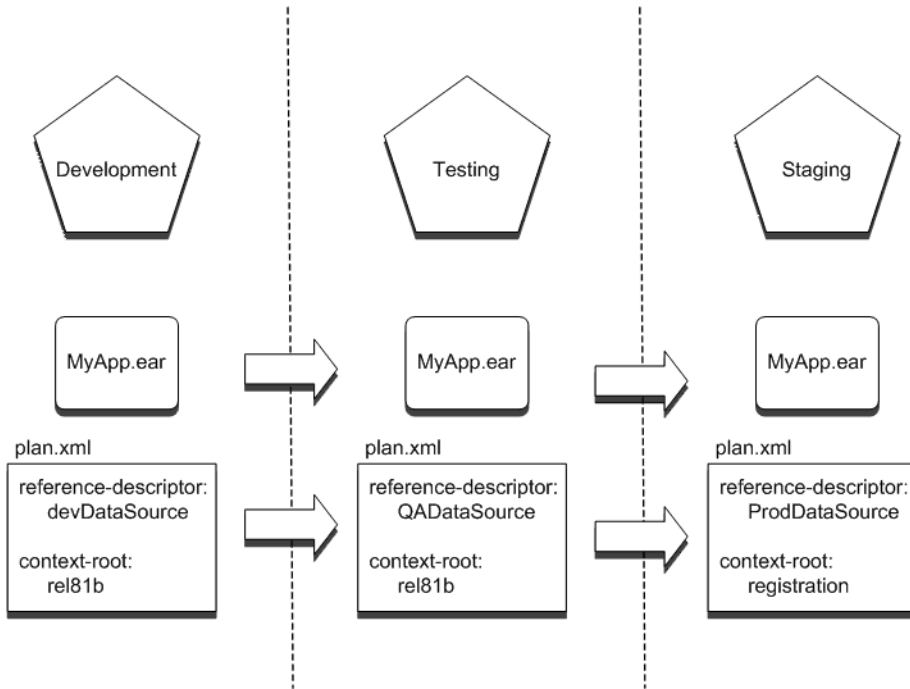 Development
Testing
Staging
MyApp.ear
MyApp.ear
MyApp.ear
plan.xml
reference-descriptor:
devDataSource
context-root:
rel81b
plan.xml
reference-descriptor:
QADataSource
context-root:
rel81b
plan.xml
reference-descriptor:
ProdDataSource
context-root:
registration